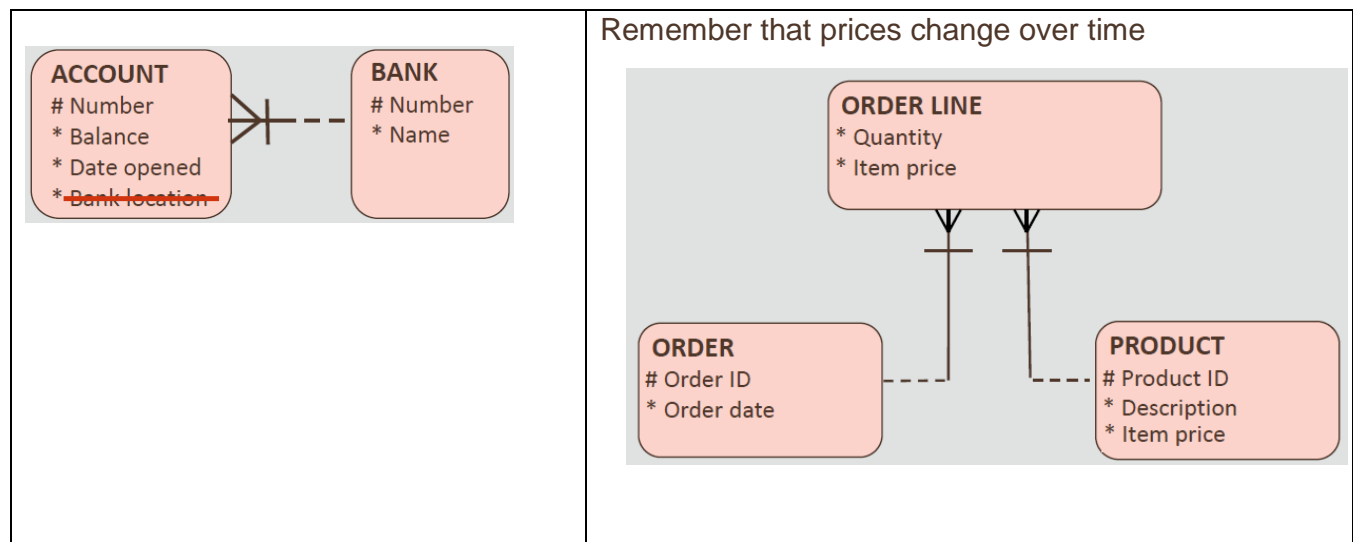 ACCOUNT
# Number
* Balance
* Date opened
* Bank location
BANK
# Number
* Name
Remember that prices change over time
ORDER LINE
* Quantity
* Item price
ORDER
# Order ID
* Order date
PRODUCT
# Product ID
* Description
* Item price